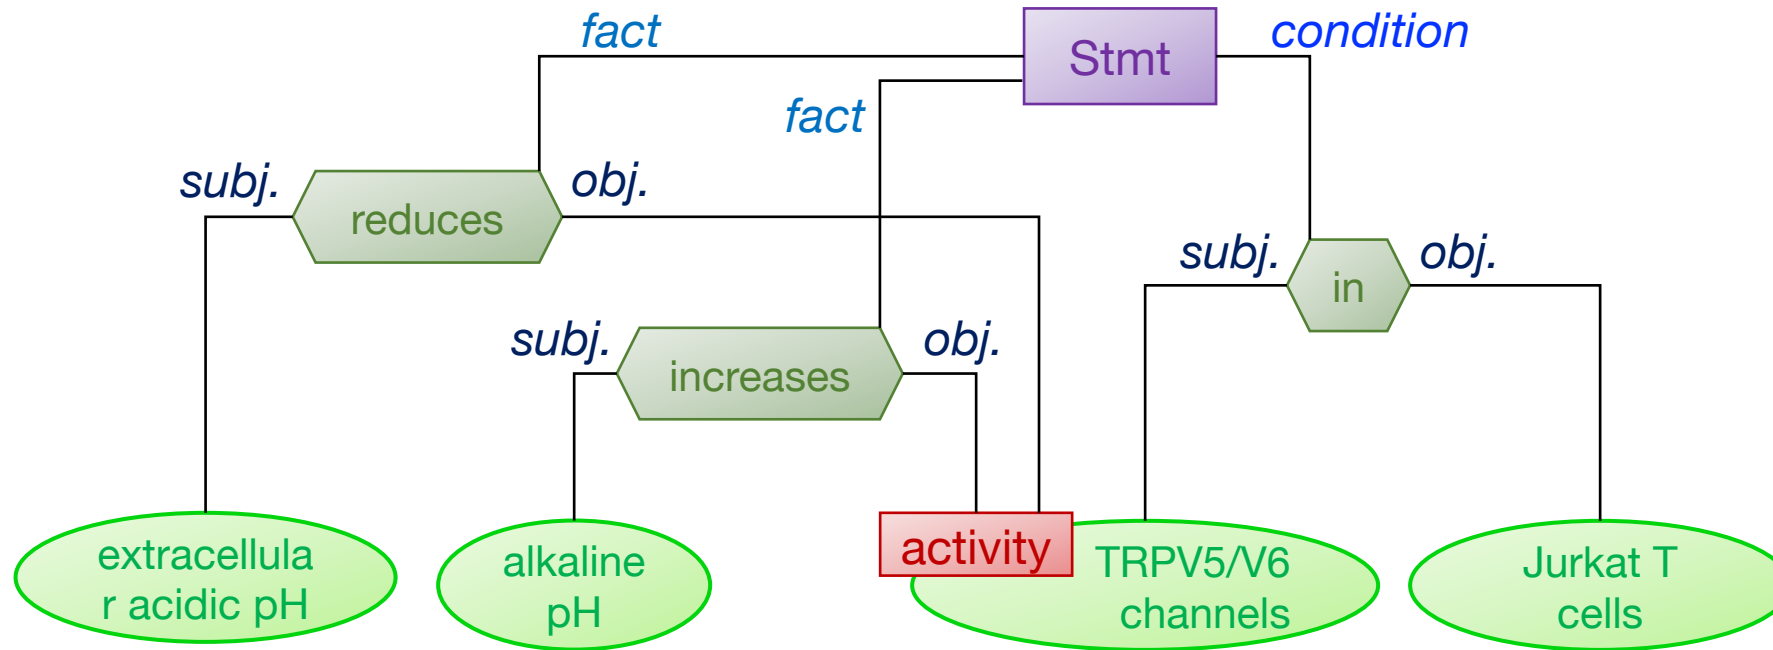 fact
Stmt
condition
fact
subj.
obj.
reduces
subj.
obj.
in
subj.
obj.
increases
extracellula
r acidic pH
alkaline
pH
activity
TRPV5/V6
channels
Jurkat T
cells